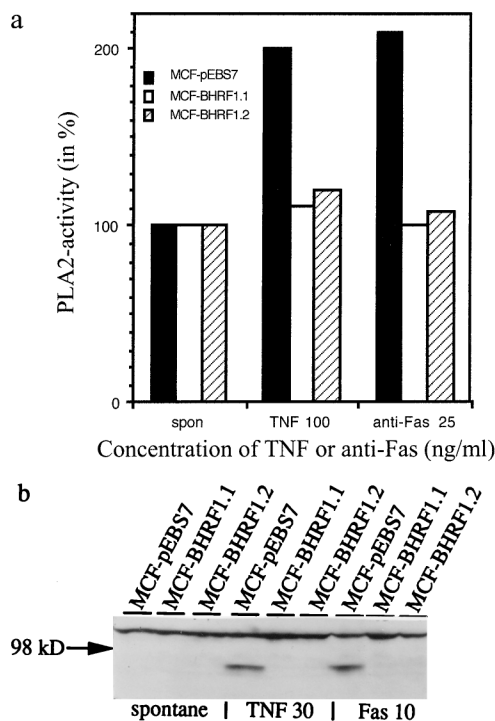 a
PLA2-activity (in %)
200
100
0
MCF-pEBS7
MCF-BHRF1.1
MCF-BHRF1.2
spon TNF 100 anti-Fas 25
Concentration of TNF or anti-Fas (ng/ml)
b
MCF-pEBS7 MCF-BHRF1.1 MCF-BHRF1.2 MCF-pEBS7 MCF-BHRF1.1 MCF-BHRF1.2 MCF-pEBS7 MCF-BHRF1.1 MCF-BHRF1.2
98 kD
spontane | TNF 30 | Fas 10